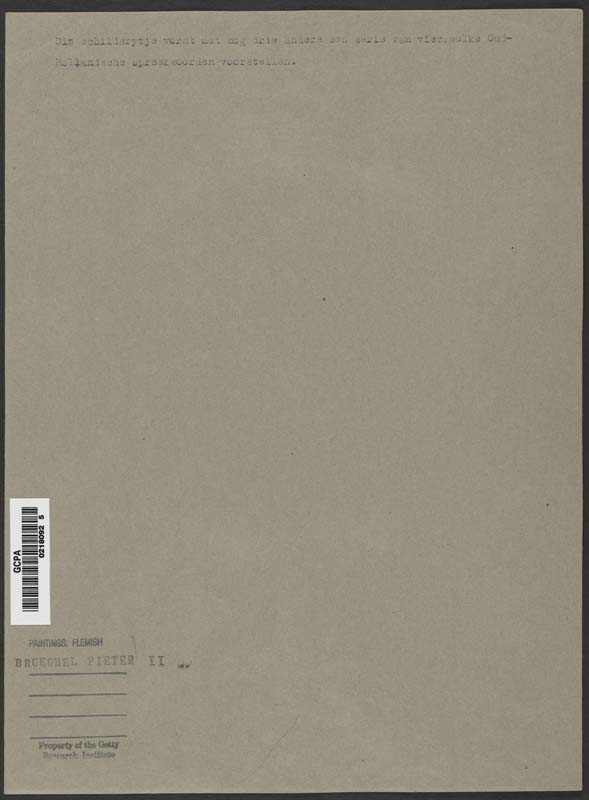 Dit schilderytje vormt met nog drie andere een serie van vier,welke Oud-
Hollandsche spreekwoorden voorstellen.
GCPA
0218092 5
PAINTINGS: FLEMISH
BRUEGHEL PIETER II
Property of the Getty
Research Institute